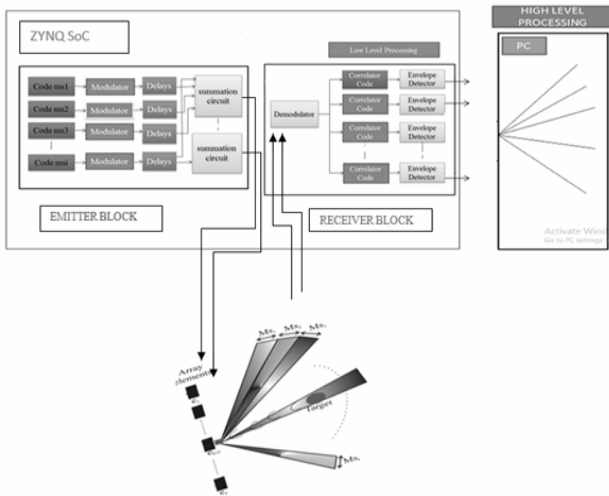 HIGH LEVEL
PROCESSING
ZYNQ SoC
PC
Low Level Processing
Code ms1 Modulator Delays
summation
circuit
Code ms2 Modulator Delays
Code ms3 Modulator Delays
Code msi Modulator Delays
summation
circuit
Demodulator
Correlator
Code
Envelope
Detector
Correlator
Code
Envelope
Detector
Correlator
Code
Envelope
Detector
Correlator
Code
Envelope
Detector
EMITTER BLOCK
RECEIVER BLOCK
Activate Wind
Go to PC settings
Array
elements
Target